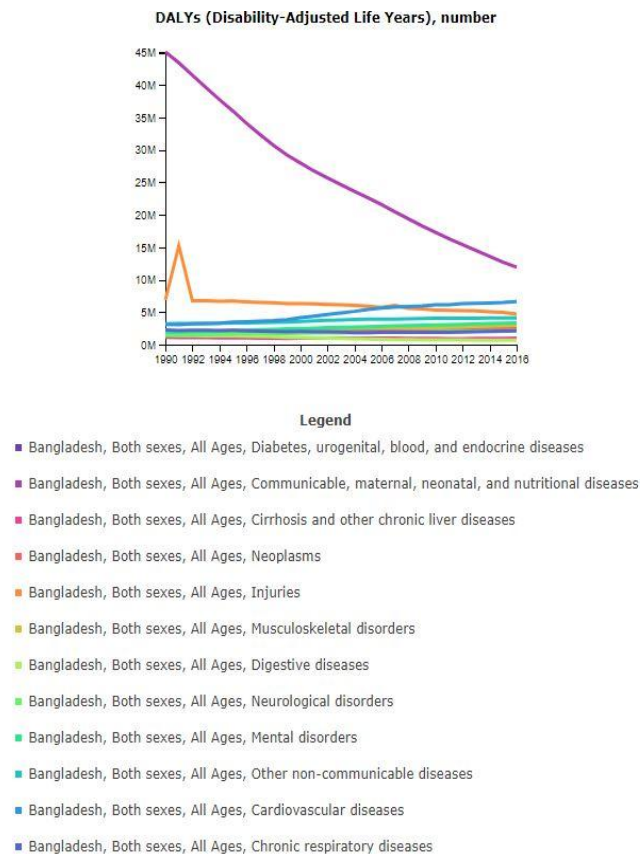 DALYs (Disability-Adjusted Life Years), number
45M
40M
35M
30M
25M
20M
15M
10M
5M
0M
1990 1992 1994 1996 1998 2000 2002 2004 2006 2008 2010 2012 2014 2016
Legend
Bangladesh, Both sexes, All Ages, Diabetes, urogenital, blood, and endocrine diseases
Bangladesh, Both sexes, All Ages, Communicable, maternal, neonatal, and nutritional diseases
Bangladesh, Both sexes, All Ages, Cirrhosis and other chronic liver diseases
Bangladesh, Both sexes, All Ages, Neoplasms
Bangladesh, Both sexes, All Ages, Injuries
Bangladesh, Both sexes, All Ages, Musculoskeletal disorders
Bangladesh, Both sexes, All Ages, Digestive diseases
Bangladesh, Both sexes, All Ages, Neurological disorders
Bangladesh, Both sexes, All Ages, Mental disorders
Bangladesh, Both sexes, All Ages, Other non-communicable diseases
Bangladesh, Both sexes, All Ages, Cardiovascular diseases
Bangladesh, Both sexes, All Ages, Chronic respiratory diseases